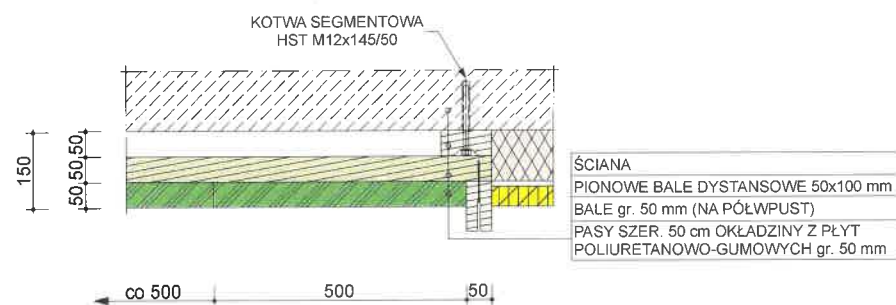 KOTWA SEGMENTOWA
HST M12x145/50
150
50 50 50
ŚCIANA
PIONOWE BALE DYSTANSOWE 50x100 mm
BALE gr. 50 mm (NA PÓŁWPUST)
PASY SZER. 50 cm OKŁADZINY Z PŁYT
POLIURETANOWO-GUMOWYCH gr. 50 mm
co 500
500
50